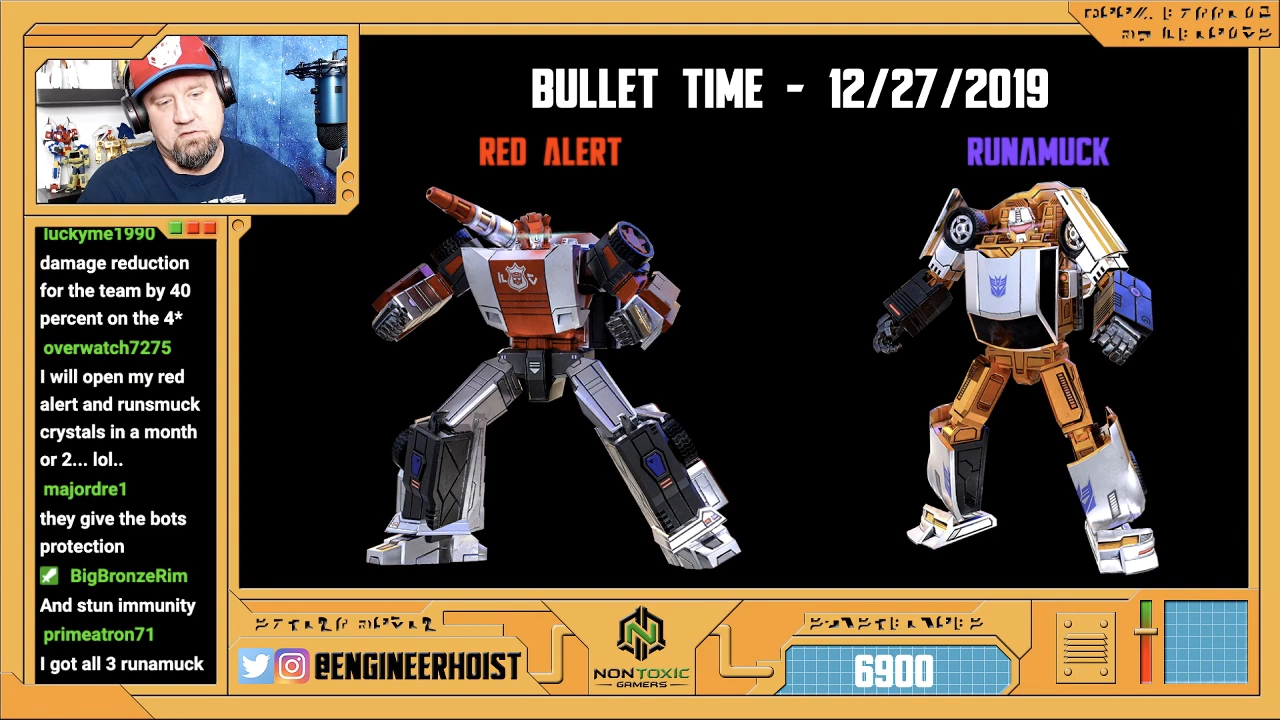 BULLET TIME - 12/27/2019
RED ALERT
RUNAMUCK
luckyme1990
damage reduction
for the team by 40
percent on the 4*
overwatch7275
I will open my red
alert and runsmuck
crystals in a month
or 2... lol..
majordre1
they give the bots
protection
BigBronzeRim
And stun immunity
primeatron71
I got all 3 runamuck
@ENGINEERHOIST
NONTOXIC
GAMERS
6900